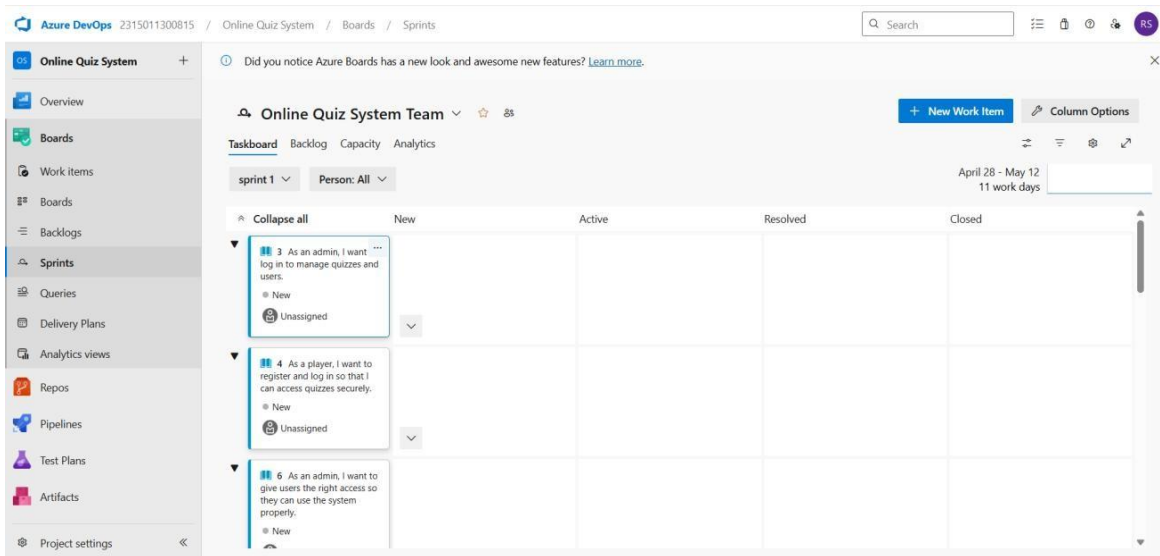 Azure DevOps 2315011300815 / Online Quiz System / Boards / Sprints
Search
RS
OS Online Quiz System +
Did you notice Azure Boards has a new look and awesome new features? Learn more.
Overview
Boards
Work items
Boards
Backlogs
Sprints
Queries
Delivery Plans
Analytics views
Repos
Pipelines
Test Plans
Artifacts
Project settings
Online Quiz System Team
+ New Work Item
Column Options
Taskboard Backlog Capacity Analytics
sprint 1
Person: All
April 28 - May 12
11 work days
Collapse all New Active Resolved Closed
3 As an admin, I want ...
log in to manage quizzes and
users.
New
Unassigned
4 As a player, I want to
register and log in so that I
can access quizzes securely.
New
Unassigned
6 As an admin, I want to
give users the right access so
they can use the system
properly.
New